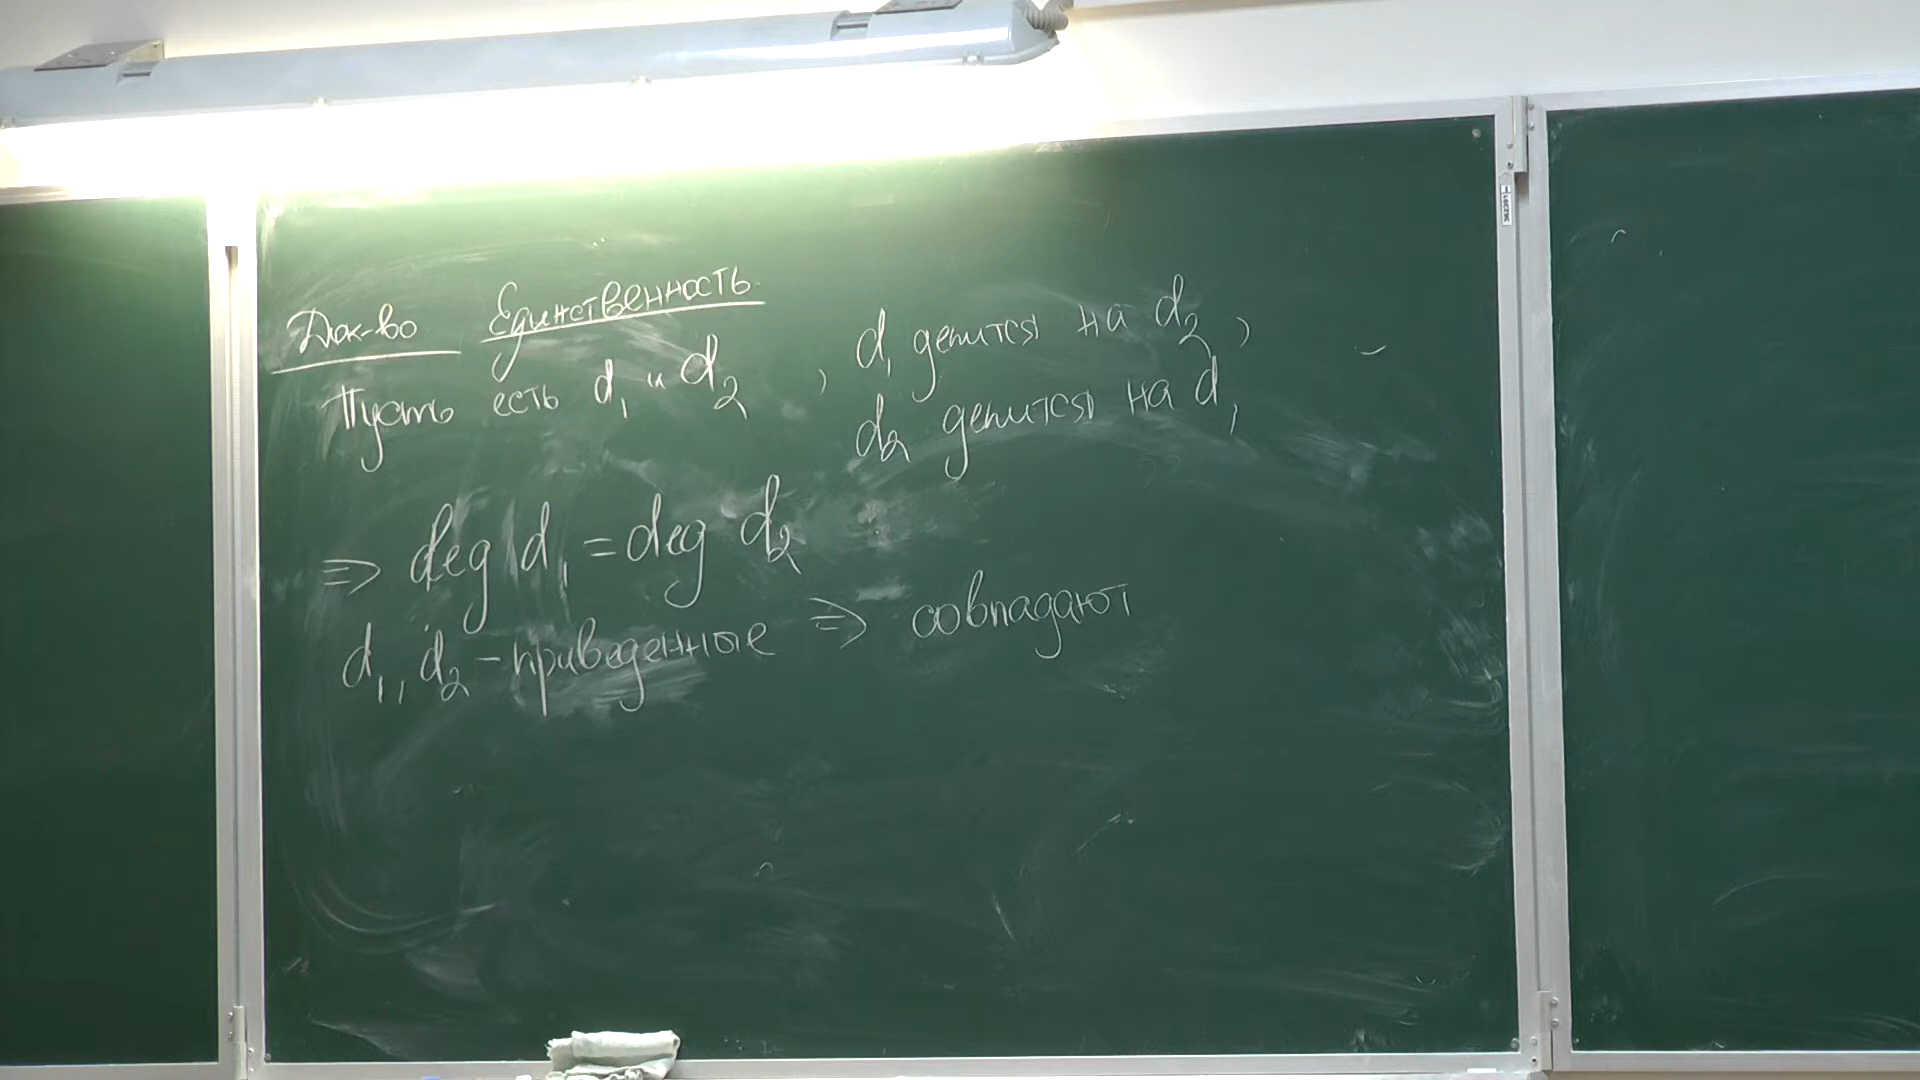 Док-во Единственность
Пусть есть d₁ и d₂, d₁ делится на d₂,
d₂ делится на d₁
⇒ deg d₁ = deg d₂
d₁, d₂ – приведенные ⇒ совпадают